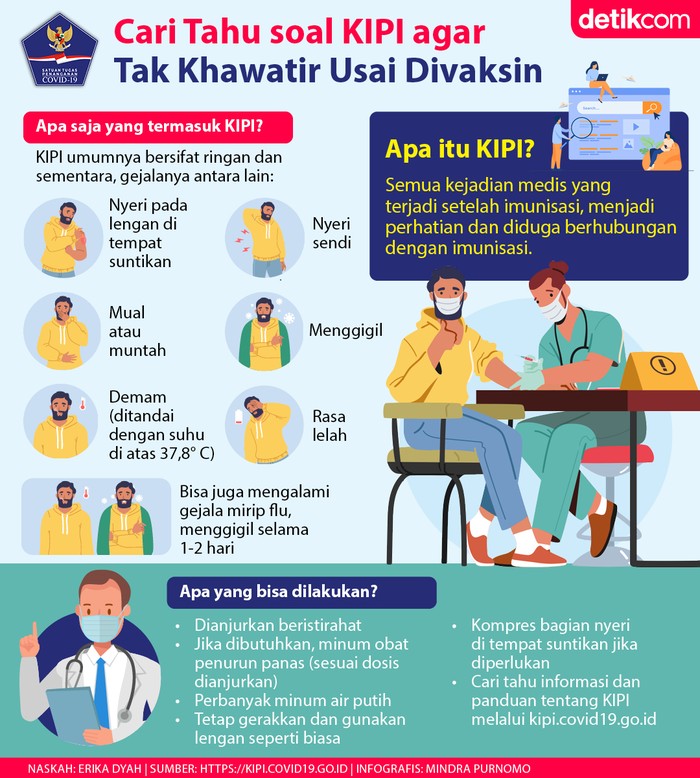 SATUAN TUGAS
PENANGANAN
COVID-19
Cari Tahu soal KIPI agar
Tak Khawatir Usai Divaksin
detikcom
Apa saja yang termasuk KIPI?
KIPI umumnya bersifat ringan dan
sementara, gejalanya antara lain:
Nyeri pada
lengan di
tempat
suntikan
Nyeri
sendi
Mual
atau
muntah
Menggigil
Demam
(ditandai
dengan suhu
di atas 37,8° C)
Rasa
lelah
Bisa juga mengalami
gejala mirip flu,
menggigil selama
1-2 hari
Search...
Apa itu KIPI?
Semua kejadian medis yang
terjadi setelah imunisasi, menjadi
perhatian dan diduga berhubungan
dengan imunisasi.
Apa yang bisa dilakukan?
• Dianjurkan beristirahat
• Jika dibutuhkan, minum obat
penurun panas (sesuai dosis
dianjurkan)
• Perbanyak minum air putih
• Tetap gerakkan dan gunakan
lengan seperti biasa
• Kompres bagian nyeri
di tempat suntikan jika
diperlukan
• Cari tahu informasi dan
panduan tentang KIPI
melalui kipi.covid19.go.id
NASKAH: ERIKA DYAH | SUMBER: HTTPS://KIPI.COVID19.GO.ID | INFOGRAFIS: MINDRA PURNOMO